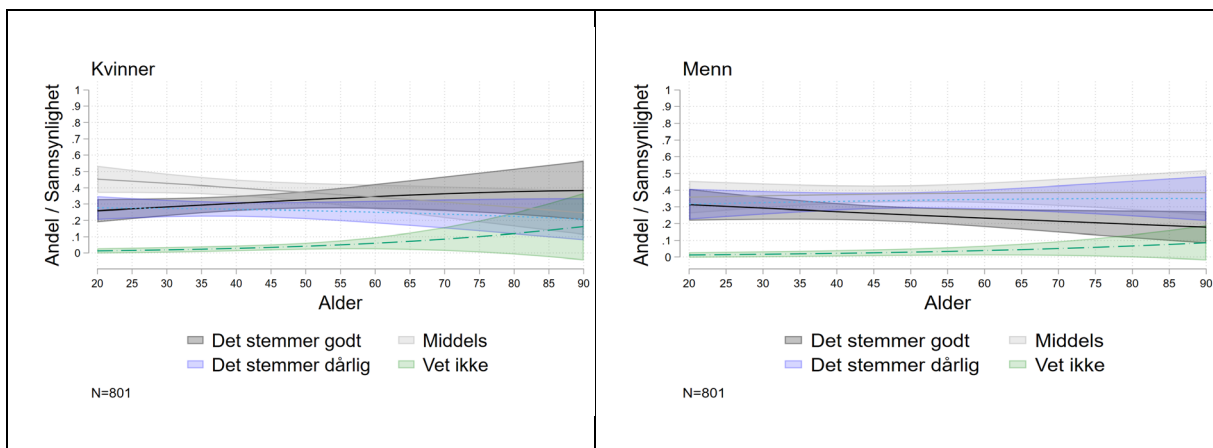 Kvinner
Andel / Sannsynlighet
1
.9
.8
.7
.6
.5
.4
.3
.2
.1
0
20 25 30 35 40 45 50 55 60 65 70 75 80 85 90
Alder
Det stemmer godt Middels
Det stemmer dårlig Vet ikke
N=801
Menn
Andel / Sannsynlighet
1
.9
.8
.7
.6
.5
.4
.3
.2
.1
0
20 25 30 35 40 45 50 55 60 65 70 75 80 85 90
Alder
Det stemmer godt Middels
Det stemmer dårlig Vet ikke
N=801